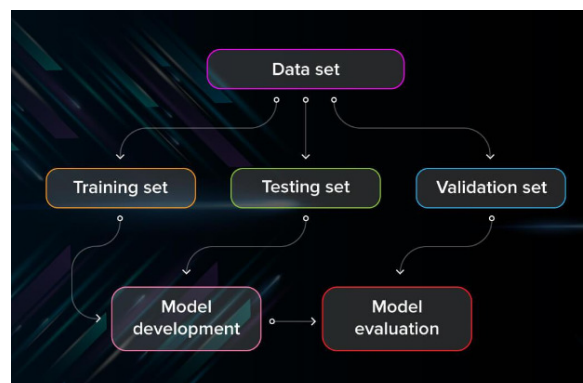 Data set
Training set
Testing set
Validation set
Model
development
Model
evaluation